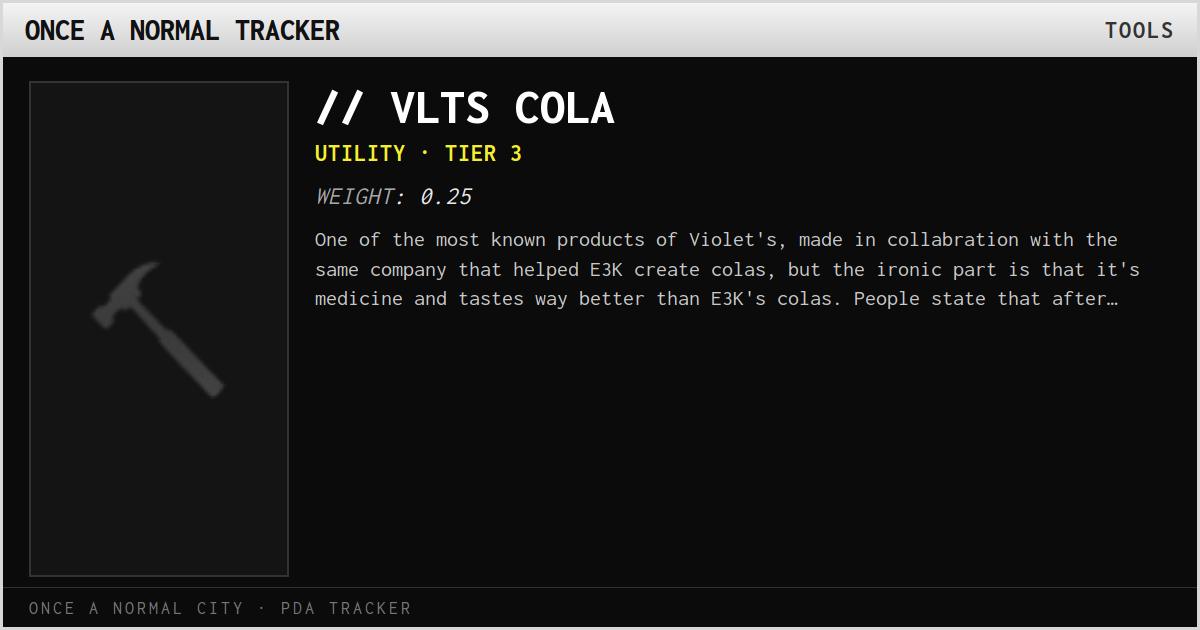 ONCE A NORMAL TRACKER
TOOLS
// VLTS COLA
UTILITY · TIER 3
WEIGHT: 0.25
One of the most known products of Violet's, made in collabration with the
same company that helped E3K create colas, but the ironic part is that it's
medicine and tastes way better than E3K's colas. People state that after…
ONCE A NORMAL CITY · PDA TRACKER